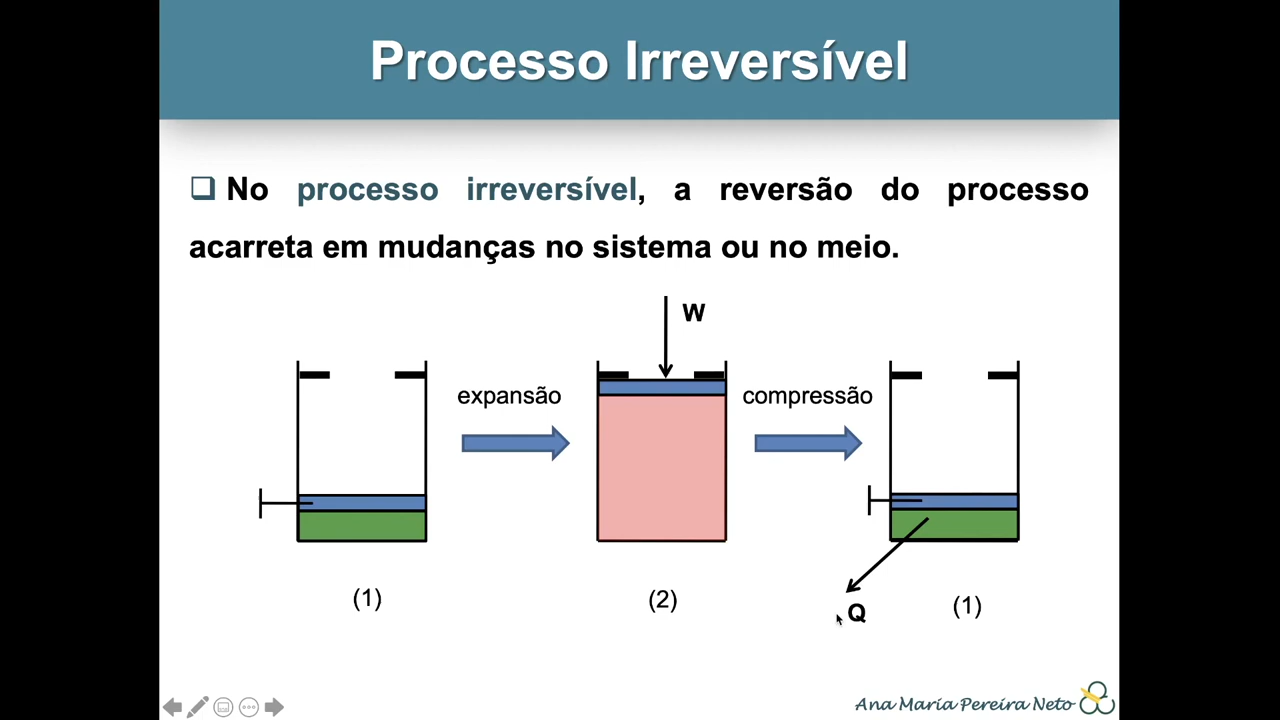 Processo Irreversível
No processo irreversível, a reversão do processo
acarreta em mudanças no sistema ou no meio.
W
expansão
compressão
Q
(1)
(2)
(1)
Ana Maria Pereira Neto